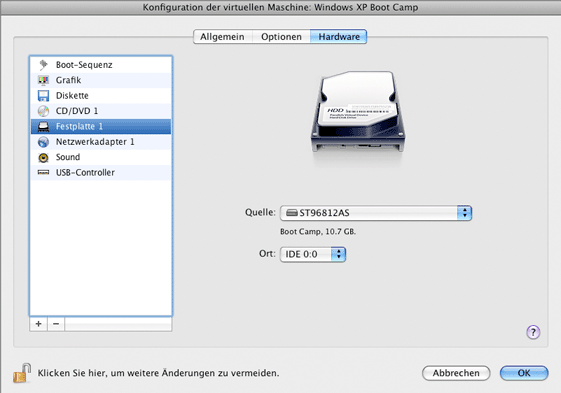 Konfiguration der virtuellen Maschine: Windows XP Boot Camp
Allgemein Optionen Hardware
Boot-Sequenz
Grafik
Diskette
CD/DVD 1
Festplatte 1
Netzwerkadapter 1
Sound
USB-Controller
HDD
Quelle: ST96812AS
Boot Camp, 10.7 GB.
Ort: IDE 0:0
+ −
?
Klicken Sie hier, um weitere Änderungen zu vermeiden.
Abbrechen OK